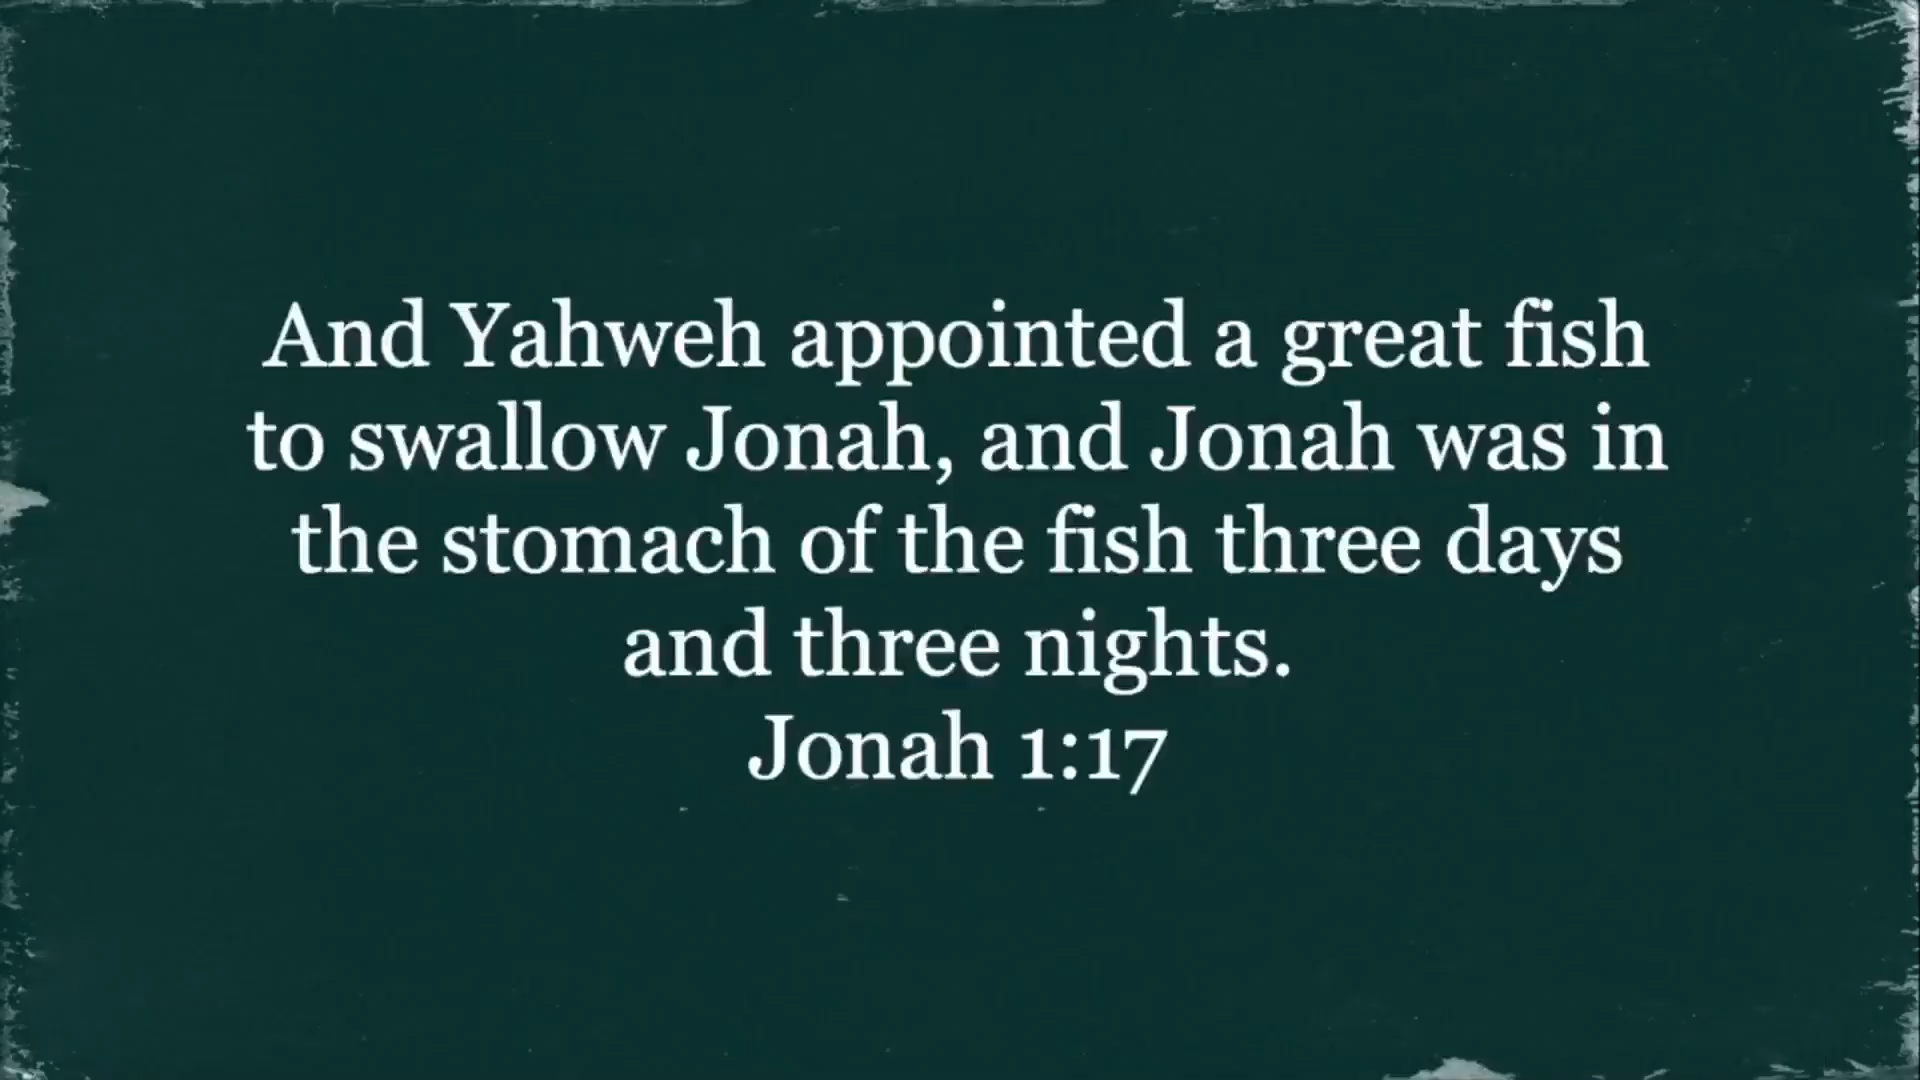 And Yahweh appointed a great fish
to swallow Jonah, and Jonah was in
the stomach of the fish three days
and three nights.
Jonah 1:17